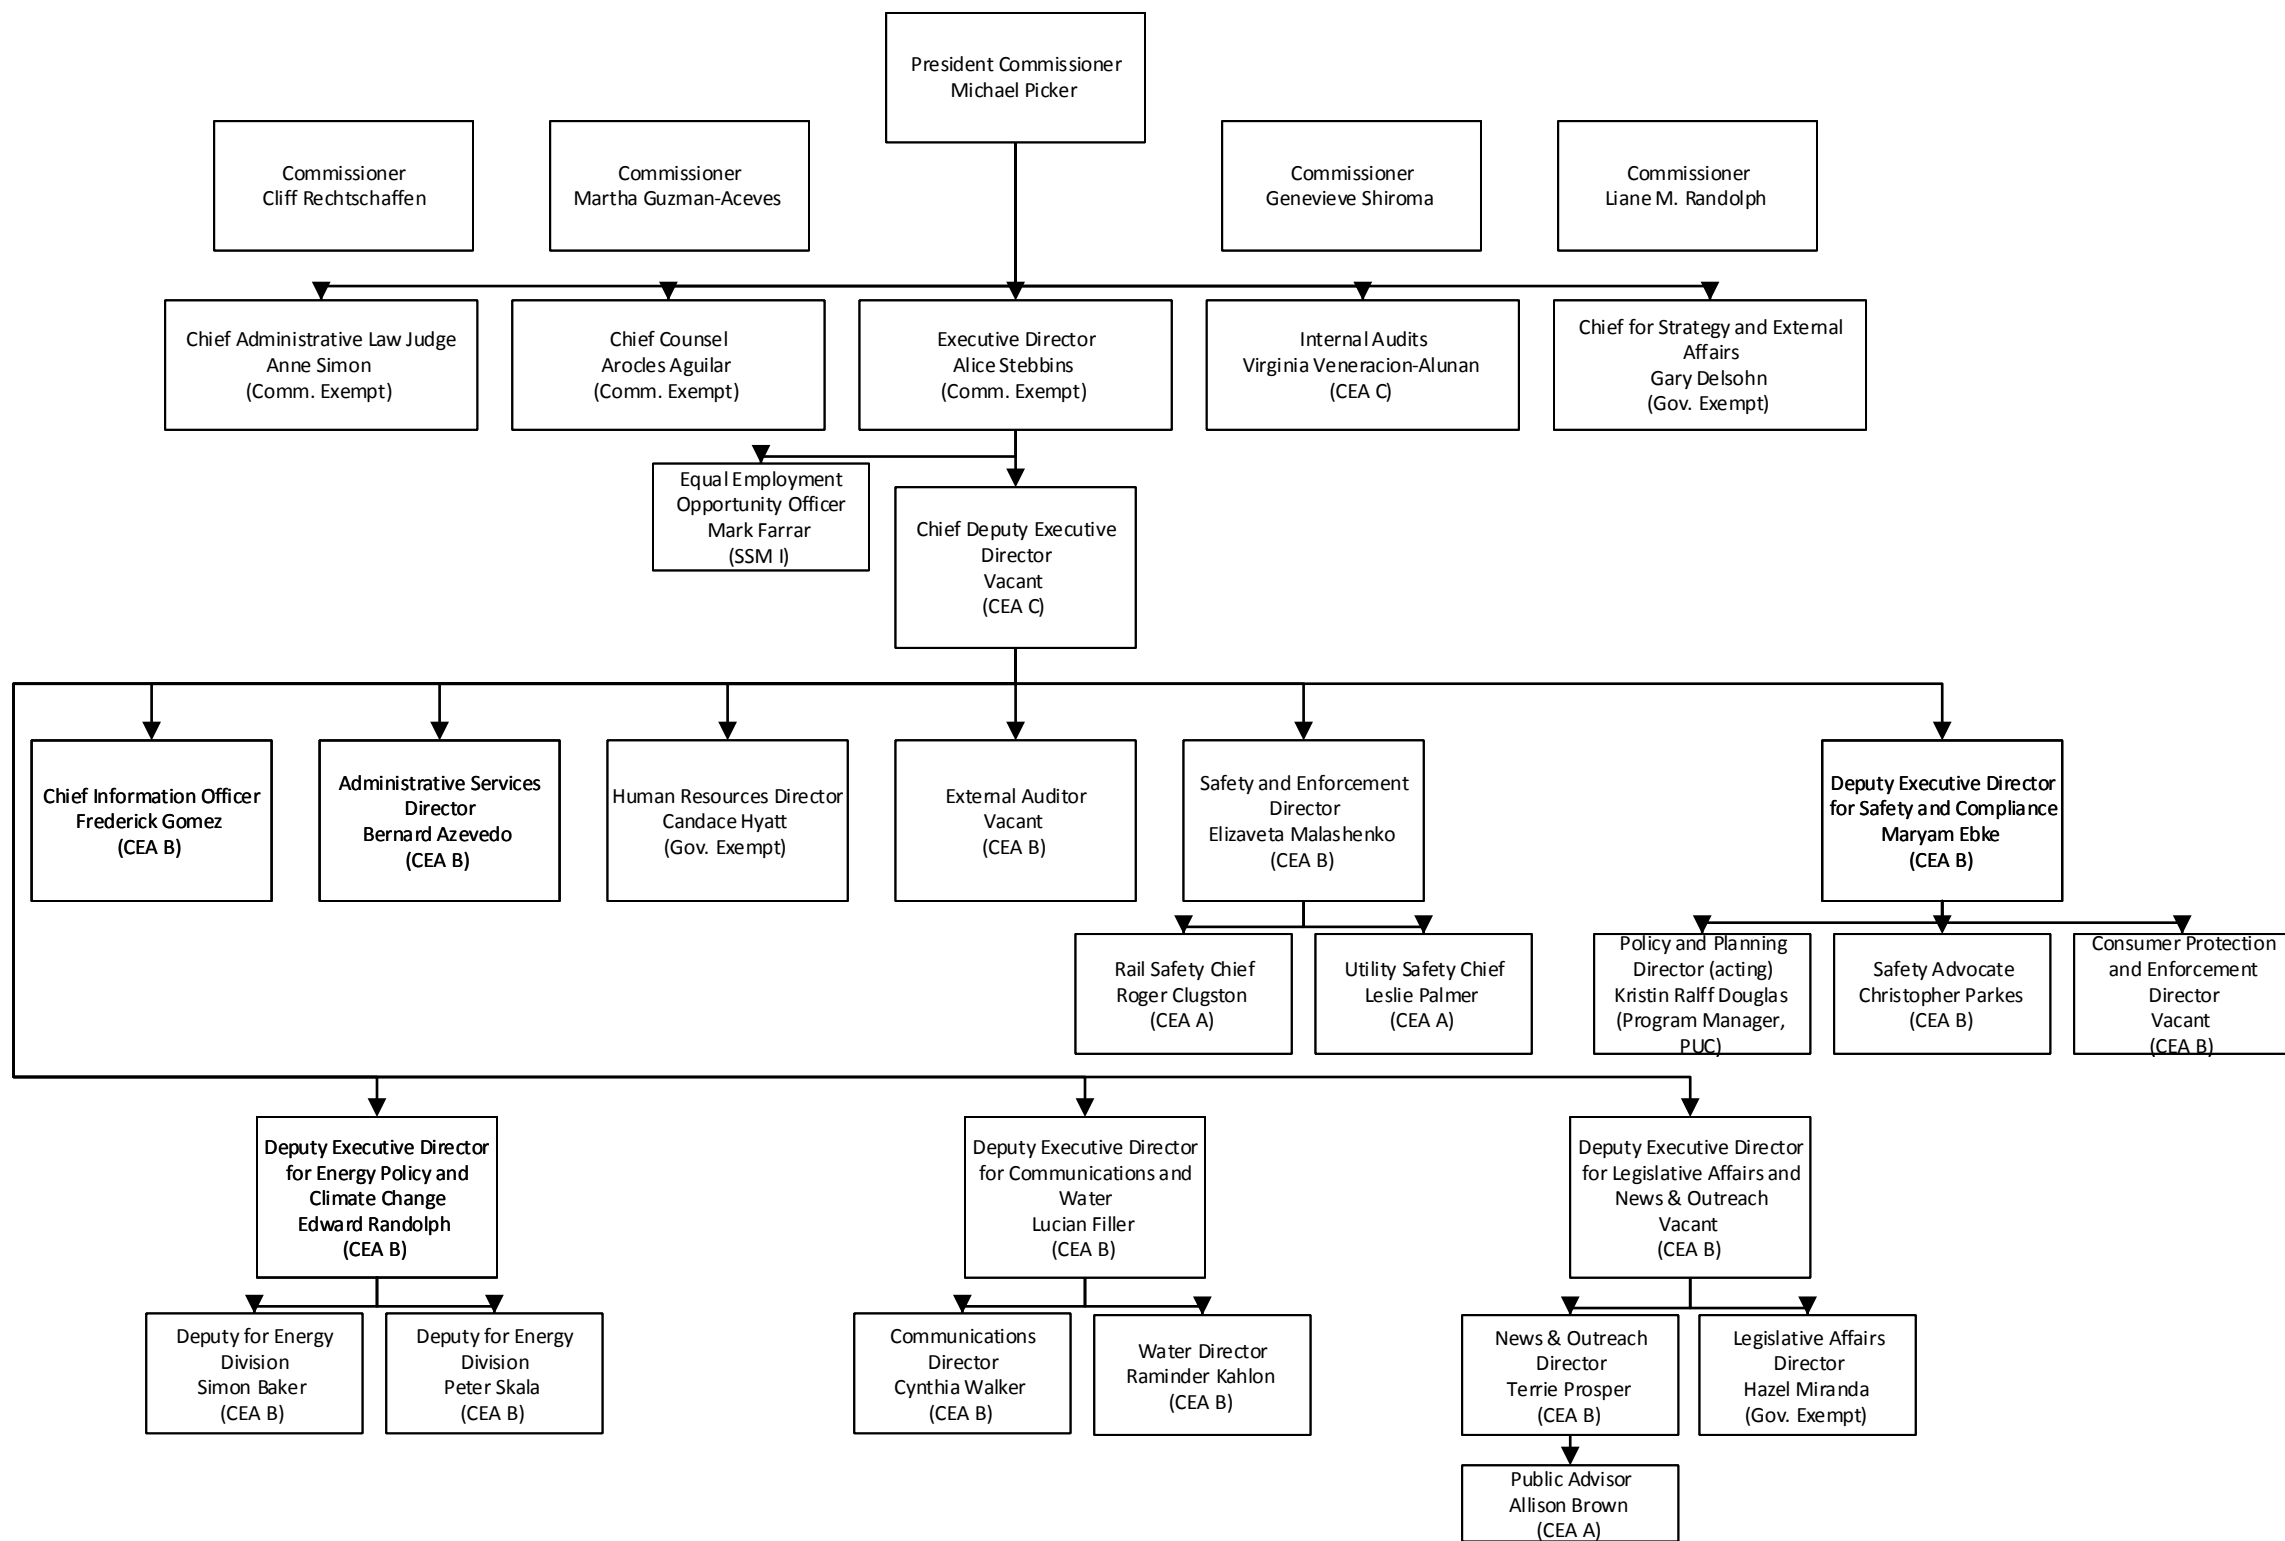 President Commissioner
Michael Picker
Commissioner
Cliff Rechtschaffen
Commissioner
Martha Guzman-Aceves
Commissioner
Genevieve Shiroma
Commissioner
Liane M. Randolph
Chief Administrative Law Judge
Anne Simon
(Comm. Exempt)
Chief Counsel
Arocles Aguilar
(Comm. Exempt)
Executive Director
Alice Stebbins
(Comm. Exempt)
Internal Audits
Virginia Veneracion-Alunan
(CEA C)
Chief for Strategy and External
Affairs
Gary Delsohn
(Gov. Exempt)
Equal Employment
Opportunity Officer
Mark Farrar
(SSM I)
Chief Deputy Executive
Director
Vacant
(CEA C)
Chief Information Officer
Frederick Gomez
(CEA B)
Administrative Services
Director
Bernard Azevedo
(CEA B)
Human Resources Director
Candace Hyatt
(Gov. Exempt)
External Auditor
Vacant
(CEA B)
Safety and Enforcement
Director
Elizaveta Malashenko
(CEA B)
Deputy Executive Director
for Safety and Compliance
Maryam Ebke
(CEA B)
Rail Safety Chief
Roger Clugston
(CEA A)
Utility Safety Chief
Leslie Palmer
(CEA A)
Policy and Planning
Director (acting)
Kristin Ralff Douglas
(Program Manager,
PUC)
Safety Advocate
Christopher Parkes
(CEA B)
Consumer Protection
and Enforcement
Director
Vacant
(CEA B)
Deputy Executive Director
for Energy Policy and
Climate Change
Edward Randolph
(CEA B)
Deputy Executive Director
for Communications and
Water
Lucian Filler
(CEA B)
Deputy Executive Director
for Legislative Affairs and
News & Outreach
Vacant
(CEA B)
Deputy for Energy
Division
Simon Baker
(CEA B)
Deputy for Energy
Division
Peter Skala
(CEA B)
Communications
Director
Cynthia Walker
(CEA B)
Water Director
Raminder Kahlon
(CEA B)
News & Outreach
Director
Terrie Prosper
(CEA B)
Legislative Affairs
Director
Hazel Miranda
(Gov. Exempt)
Public Advisor
Allison Brown
(CEA A)